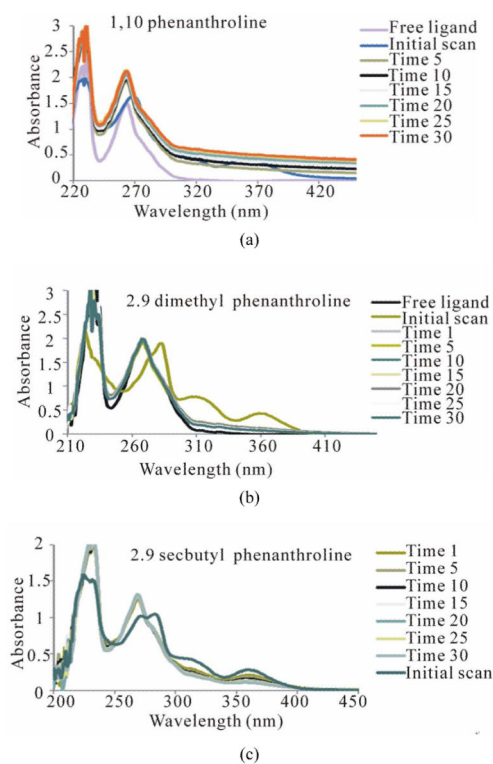 1,10 phenanthroline
Free ligand
Initial scan
Time 5
Time 10
Time 15
Time 20
Time 25
Time 30
Absorbance
3
2.5
2
1.5
1
0.5
0
220 270 320 370 420
Wavelength (nm)
(a)
2.9 dimethyl phenanthroline
Free ligand
Initial scan
Time 1
Time 5
Time 10
Time 15
Time 20
Time 25
Time 30
Absorbance
3
2.5
2
1.5
1
0.5
0
210 260 310 360 410
Wavelength (nm)
(b)
2.9 secbutyl phenanthroline
Time 1
Time 5
Time 10
Time 15
Time 20
Time 25
Time 30
Initial scan
Absorbance
2
1.5
1
0.5
0
200 250 300 350 400 450
Wavelength (nm)
(c)